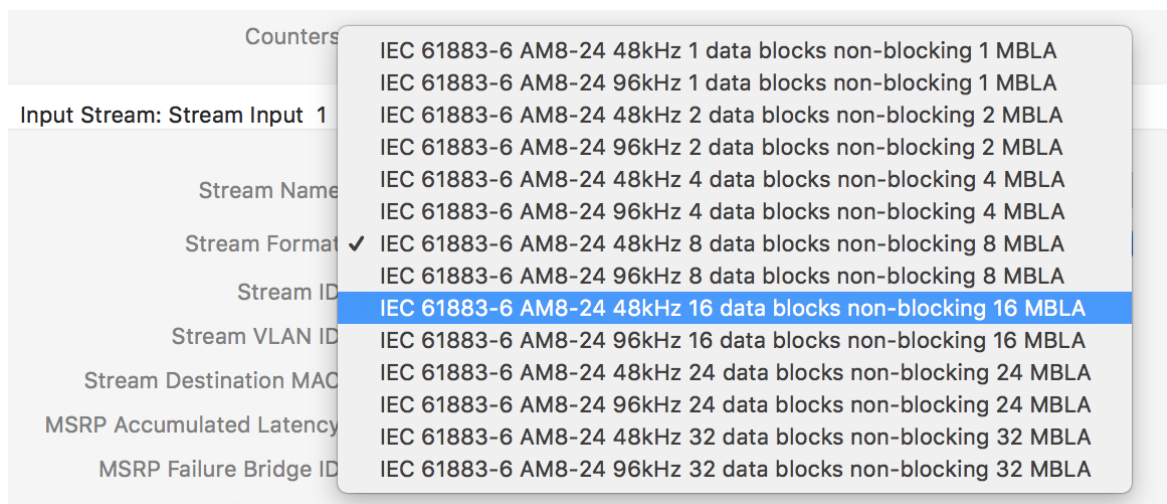 Counters
IEC 61883-6 AM8-24 48kHz 1 data blocks non-blocking 1 MBLA
IEC 61883-6 AM8-24 96kHz 1 data blocks non-blocking 1 MBLA
Input Stream: Stream Input 1
IEC 61883-6 AM8-24 48kHz 2 data blocks non-blocking 2 MBLA
IEC 61883-6 AM8-24 96kHz 2 data blocks non-blocking 2 MBLA
Stream Name
IEC 61883-6 AM8-24 48kHz 4 data blocks non-blocking 4 MBLA
IEC 61883-6 AM8-24 96kHz 4 data blocks non-blocking 4 MBLA
Stream Format ✓ IEC 61883-6 AM8-24 48kHz 8 data blocks non-blocking 8 MBLA
IEC 61883-6 AM8-24 96kHz 8 data blocks non-blocking 8 MBLA
Stream ID
IEC 61883-6 AM8-24 48kHz 16 data blocks non-blocking 16 MBLA
Stream VLAN ID
IEC 61883-6 AM8-24 96kHz 16 data blocks non-blocking 16 MBLA
Stream Destination MAC
IEC 61883-6 AM8-24 48kHz 24 data blocks non-blocking 24 MBLA
IEC 61883-6 AM8-24 96kHz 24 data blocks non-blocking 24 MBLA
MSRP Accumulated Latency
IEC 61883-6 AM8-24 48kHz 32 data blocks non-blocking 32 MBLA
MSRP Failure Bridge ID
IEC 61883-6 AM8-24 96kHz 32 data blocks non-blocking 32 MBLA